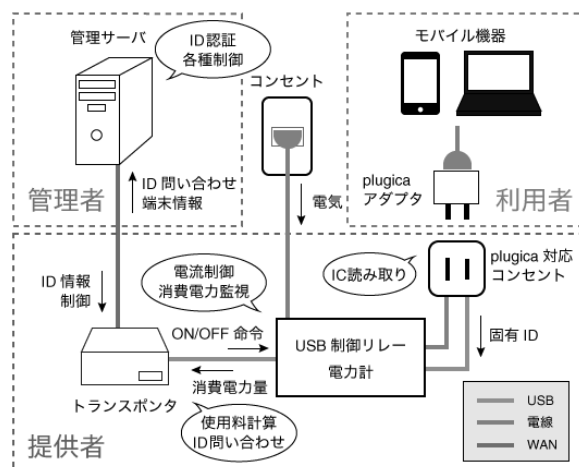 管理サーバ
ID認証
各種制御
コンセント
モバイル機器
管理者
ID 問い合わせ
端末情報
電気
plugica
アダプタ
利用者
ID 情報
制御
電流制御
消費電力監視
IC読み取り
plugica 対応
コンセント
ON/OFF 命令
USB 制御リレー
電力計
固有 ID
消費電力量
トランスポンタ
使用料計算
ID問い合わせ
提供者
USB
電線
WAN